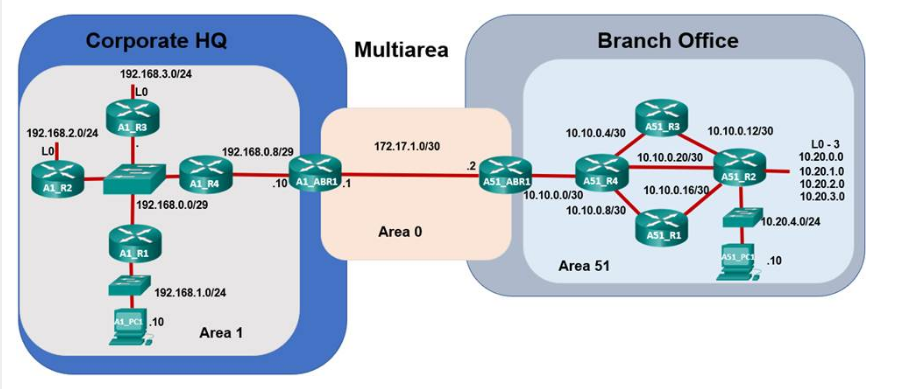 Corporate HQ
Multiarea
Branch Office
192.168.3.0/24
L0
A1_R3
192.168.2.0/24
L0
A1_R2
192.168.0.8/29
A1_R4
.10
A1_ABR1
.1
192.168.0.0/29
A1_R1
192.168.1.0/24
A1_PC1
.10
Area 1
172.17.1.0/30
.2
Area 0
A51_ABR1
10.10.0.0/30
A51_R4
10.10.0.4/30
A51_R3
10.10.0.12/30
10.10.0.20/30
A51_R2
10.10.0.16/30
10.10.0.8/30
A51_R1
L0 - 3
10.20.0.0
10.20.1.0
10.20.2.0
10.20.3.0
10.20.4.0/24
A51_PC1
.10
Area 51